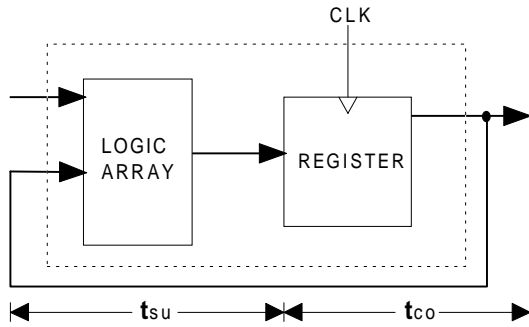 CLK
LOGIC
ARRAY
REGISTER
tsu
tco